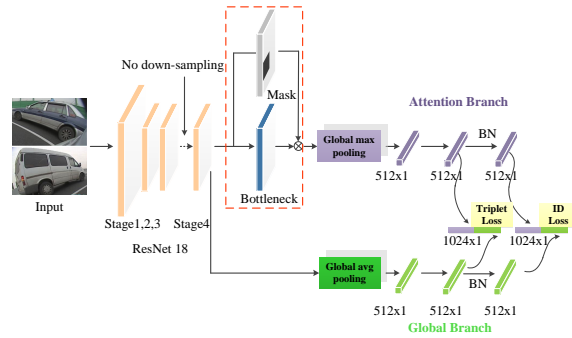 No down-sampling
Mask
Attention Branch
Global max
pooling
BN
512x1
512x1
512x1
Input
Bottleneck
Stage1,2,3
Stage4
ResNet 18
Triplet
Loss
ID
Loss
1024x1
1024x1
Global avg
pooling
BN
512x1
512x1
512x1
Global Branch